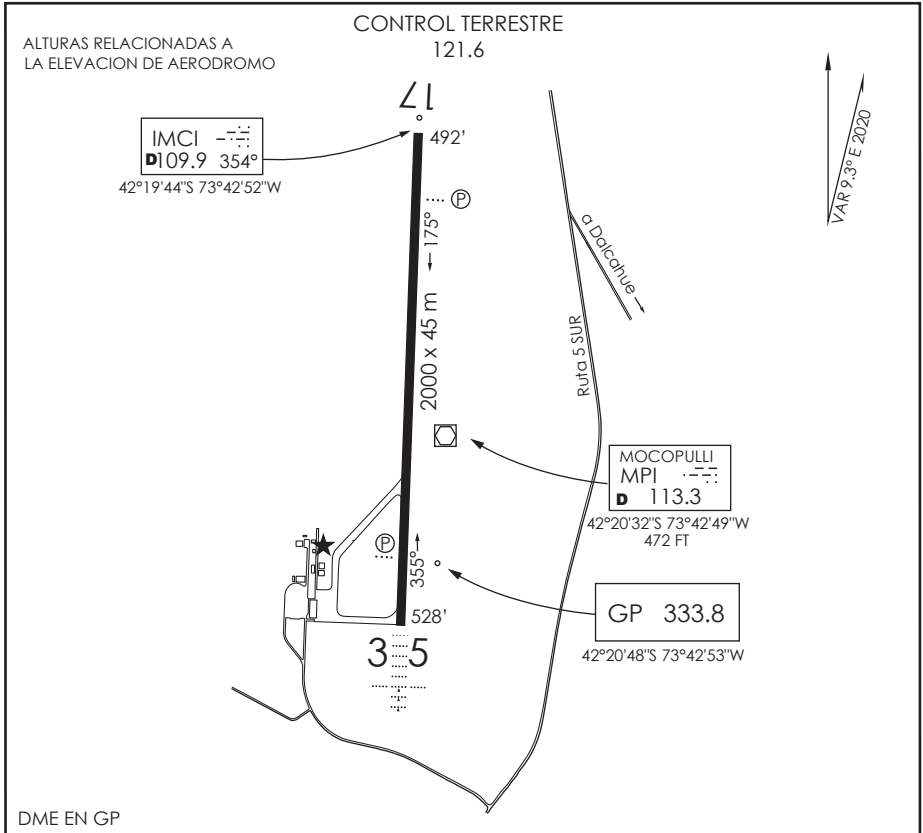 CONTROL TERRESTRE
121.6
ALTURAS RELACIONADAS A
LA ELEVACION DE AERODROMO
VAR 9.3° E 2020
17
492'
IMCI
D109.9 354°
42°19'44"S 73°42'52"W
P
175°
a Dalcahue
2000 x 45 m
Ruta 5 SUR
MOCOPULLI
MPI
D 113.3
42°20'32"S 73°42'49"W
472 FT
P
355°
GP 333.8
42°20'48"S 73°42'53"W
528'
35
DME EN GP